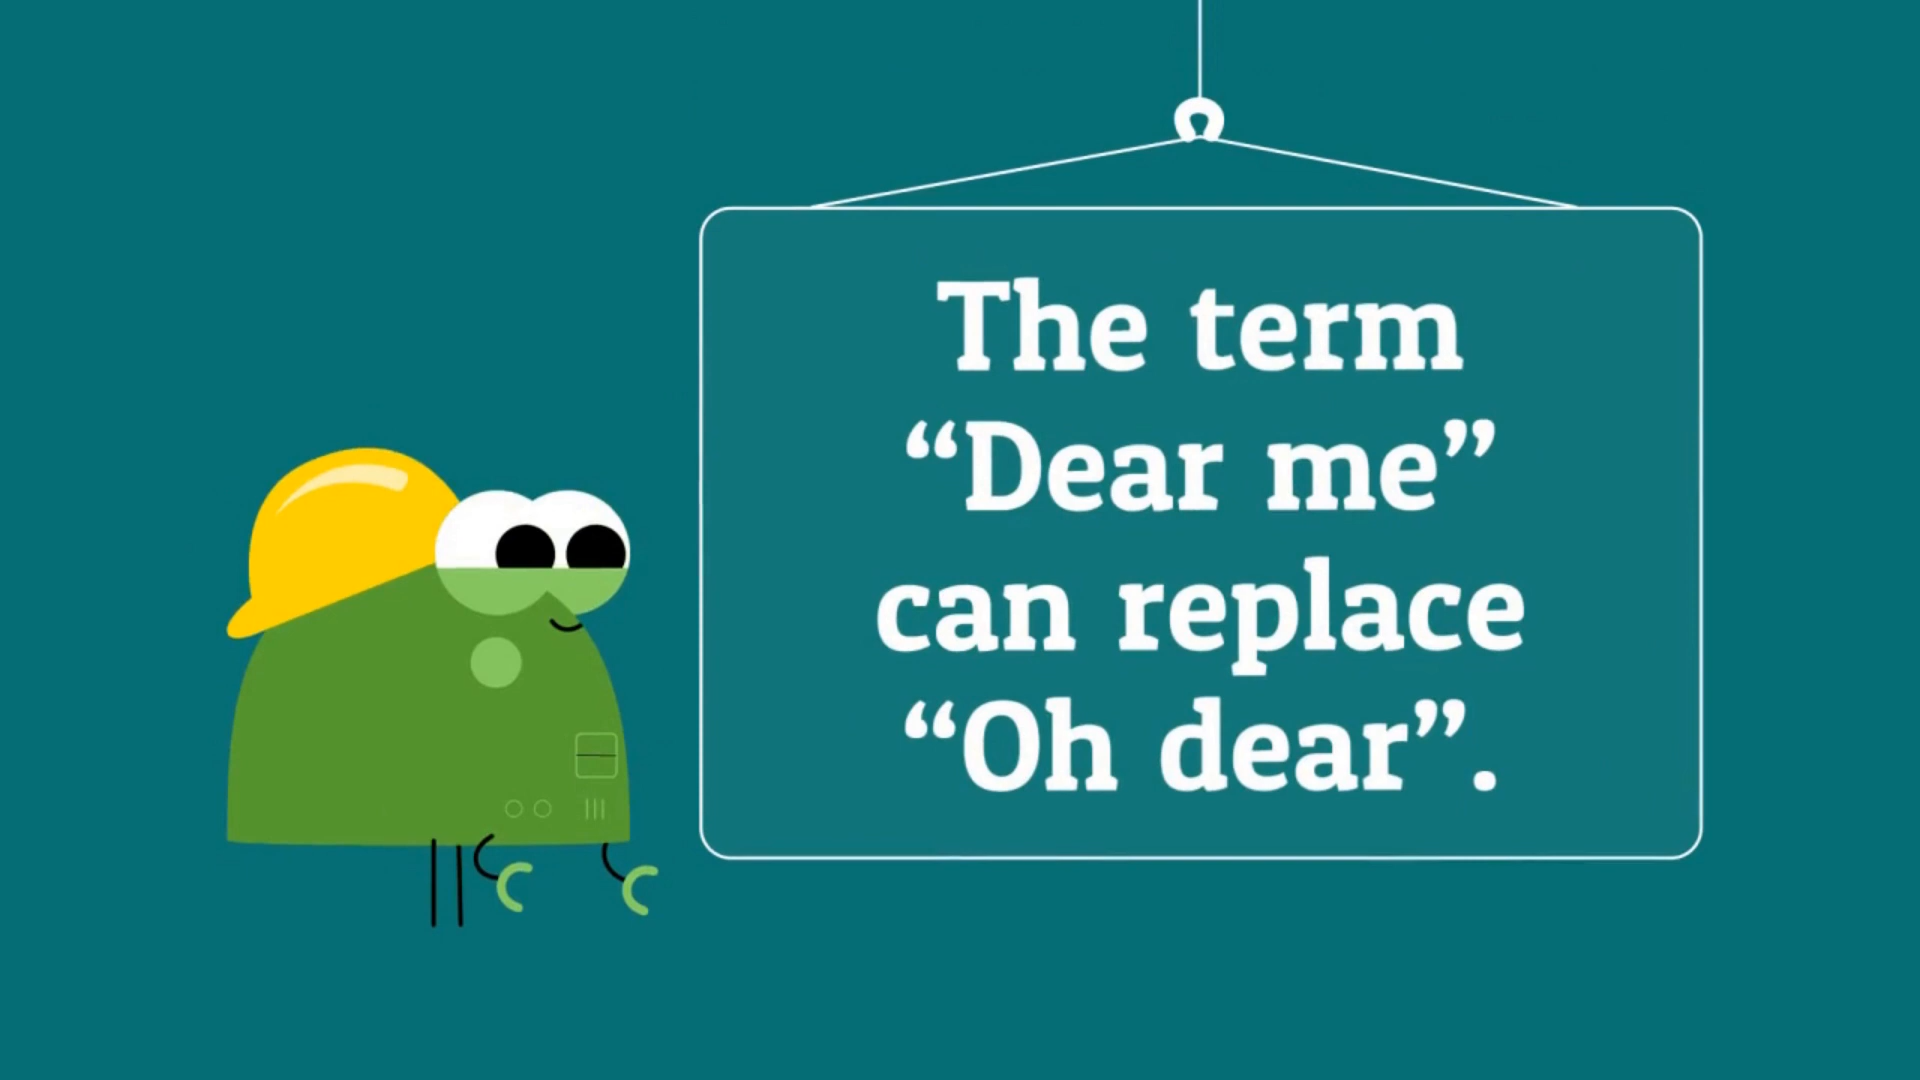 The term
“Dear me”
can replace
“Oh dear”.